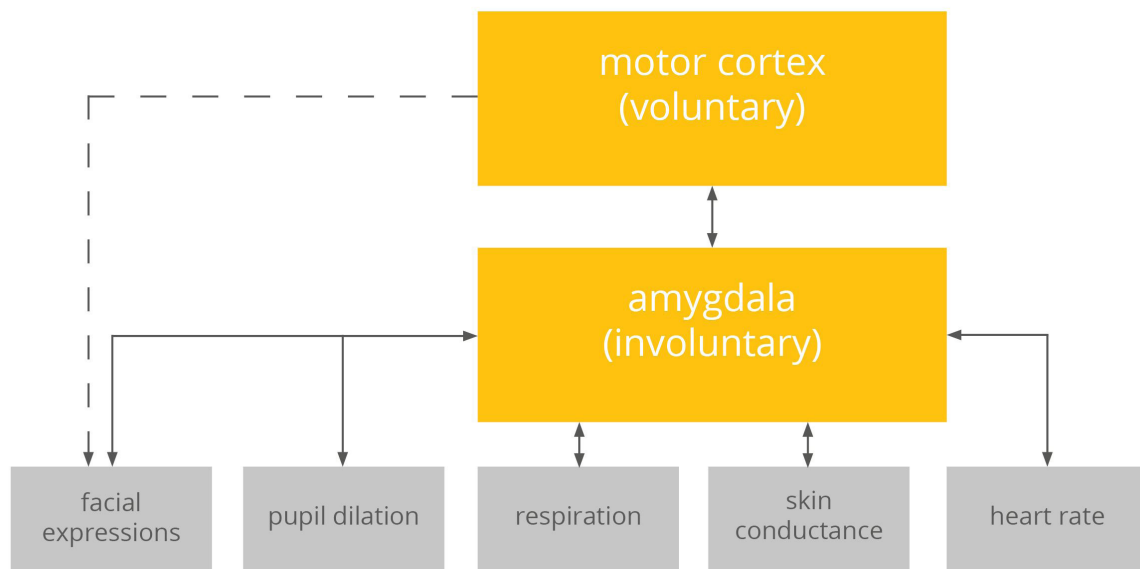 motor cortex
(voluntary)
amygdala
(involuntary)
facial
expressions
pupil dilation
respiration
skin
conductance
heart rate